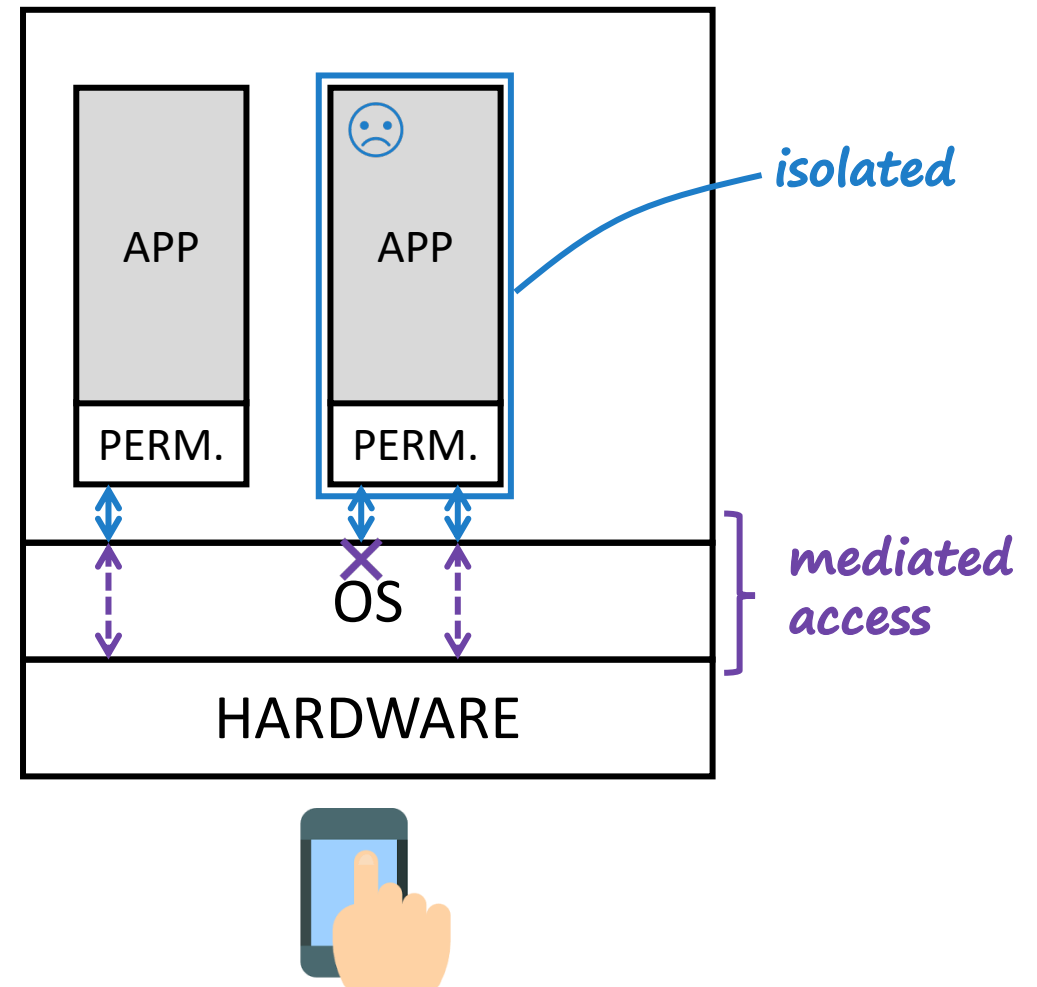 isolated
APP
APP
PERM.
PERM.
mediated
access
OS
HARDWARE